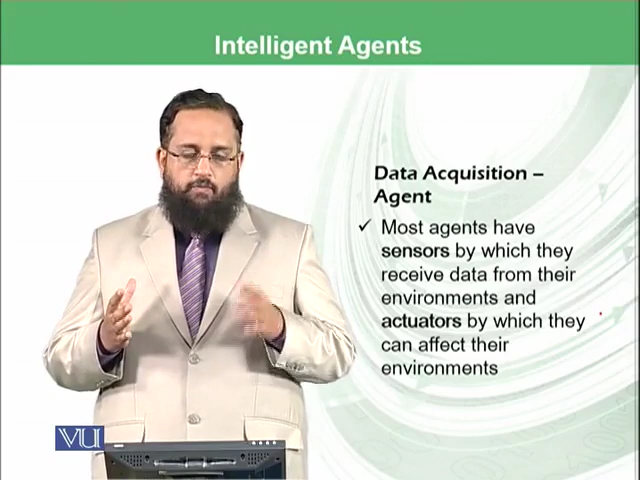 Intelligent Agents
Data Acquisition –
Agent
✓ Most agents have
sensors by which they
receive data from their
environments and
actuators by which they
can affect their
environments
VU